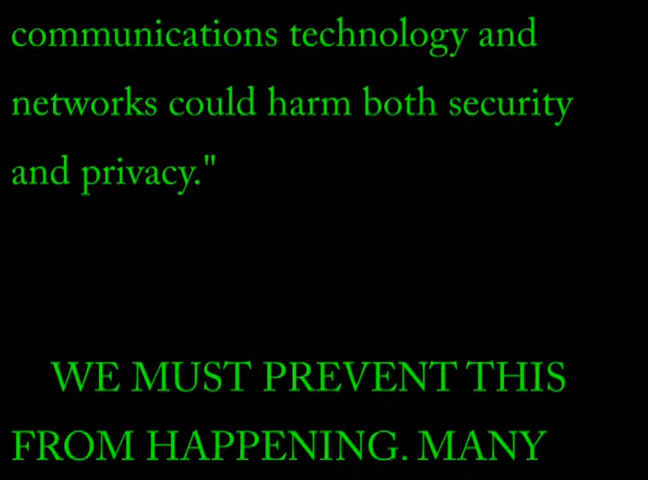 communications technology and
networks could harm both security
and privacy."
WE MUST PREVENT THIS
FROM HAPPENING. MANY